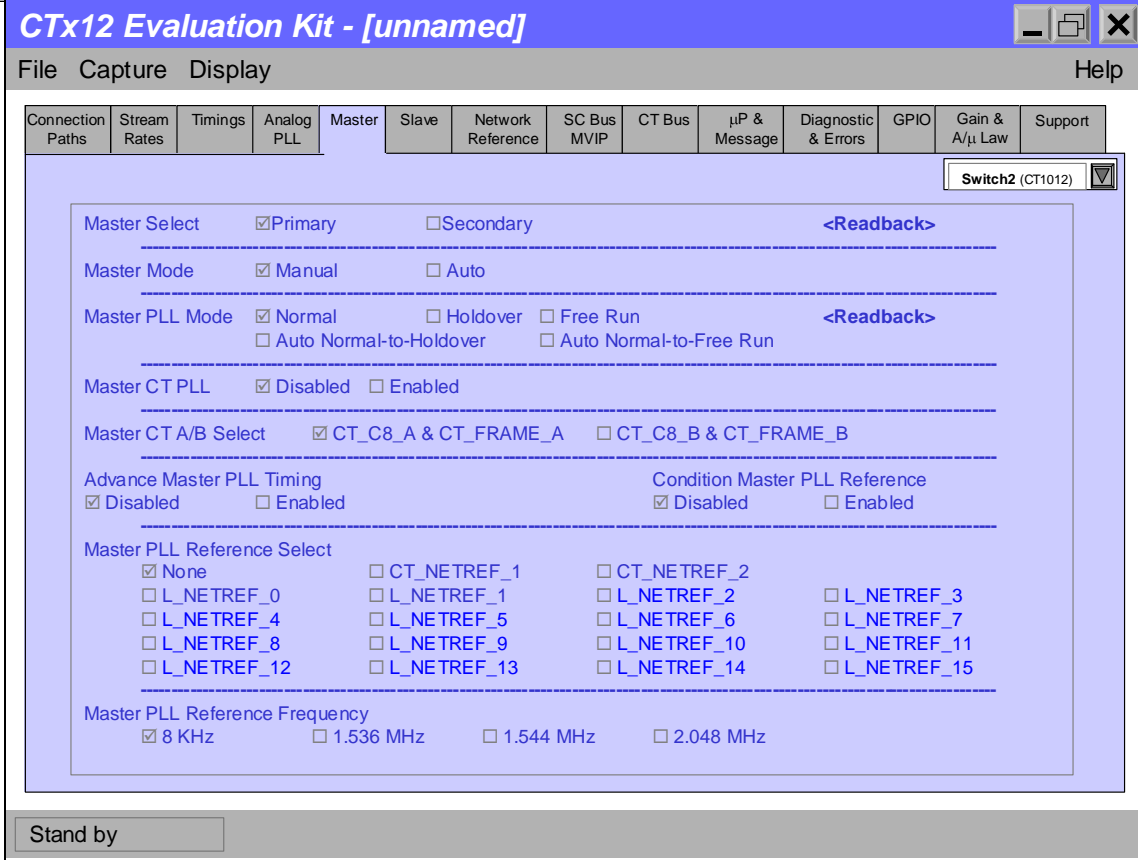 CTx12 Evaluation Kit - [unnamed]
File Capture Display Help
Connection Paths Stream Rates Timings Analog PLL Master Slave Network Reference SC Bus MVIP CT Bus µP & Message Diagnostic & Errors GPIO Gain & A/µ Law Support
Switch2 (CT1012)
Master Select ☑Primary ☐Secondary <Readback>
Master Mode ☑ Manual ☐ Auto
Master PLL Mode ☑ Normal ☐ Holdover ☐ Free Run <Readback>
☐ Auto Normal-to-Holdover ☐ Auto Normal-to-Free Run
Master CT PLL ☑ Disabled ☐ Enabled
Master CT A/B Select ☑ CT_C8_A & CT_FRAME_A ☐ CT_C8_B & CT_FRAME_B
Advance Master PLL Timing Condition Master PLL Reference
☑ Disabled ☐ Enabled ☑ Disabled ☐ Enabled
Master PLL Reference Select
☑ None ☐ CT_NETREF_1 ☐ CT_NETREF_2
☐ L_NETREF_0 ☐ L_NETREF_1 ☐ L_NETREF_2 ☐ L_NETREF_3
☐ L_NETREF_4 ☐ L_NETREF_5 ☐ L_NETREF_6 ☐ L_NETREF_7
☐ L_NETREF_8 ☐ L_NETREF_9 ☐ L_NETREF_10 ☐ L_NETREF_11
☐ L_NETREF_12 ☐ L_NETREF_13 ☐ L_NETREF_14 ☐ L_NETREF_15
Master PLL Reference Frequency
☑ 8 KHz ☐ 1.536 MHz ☐ 1.544 MHz ☐ 2.048 MHz
Stand by